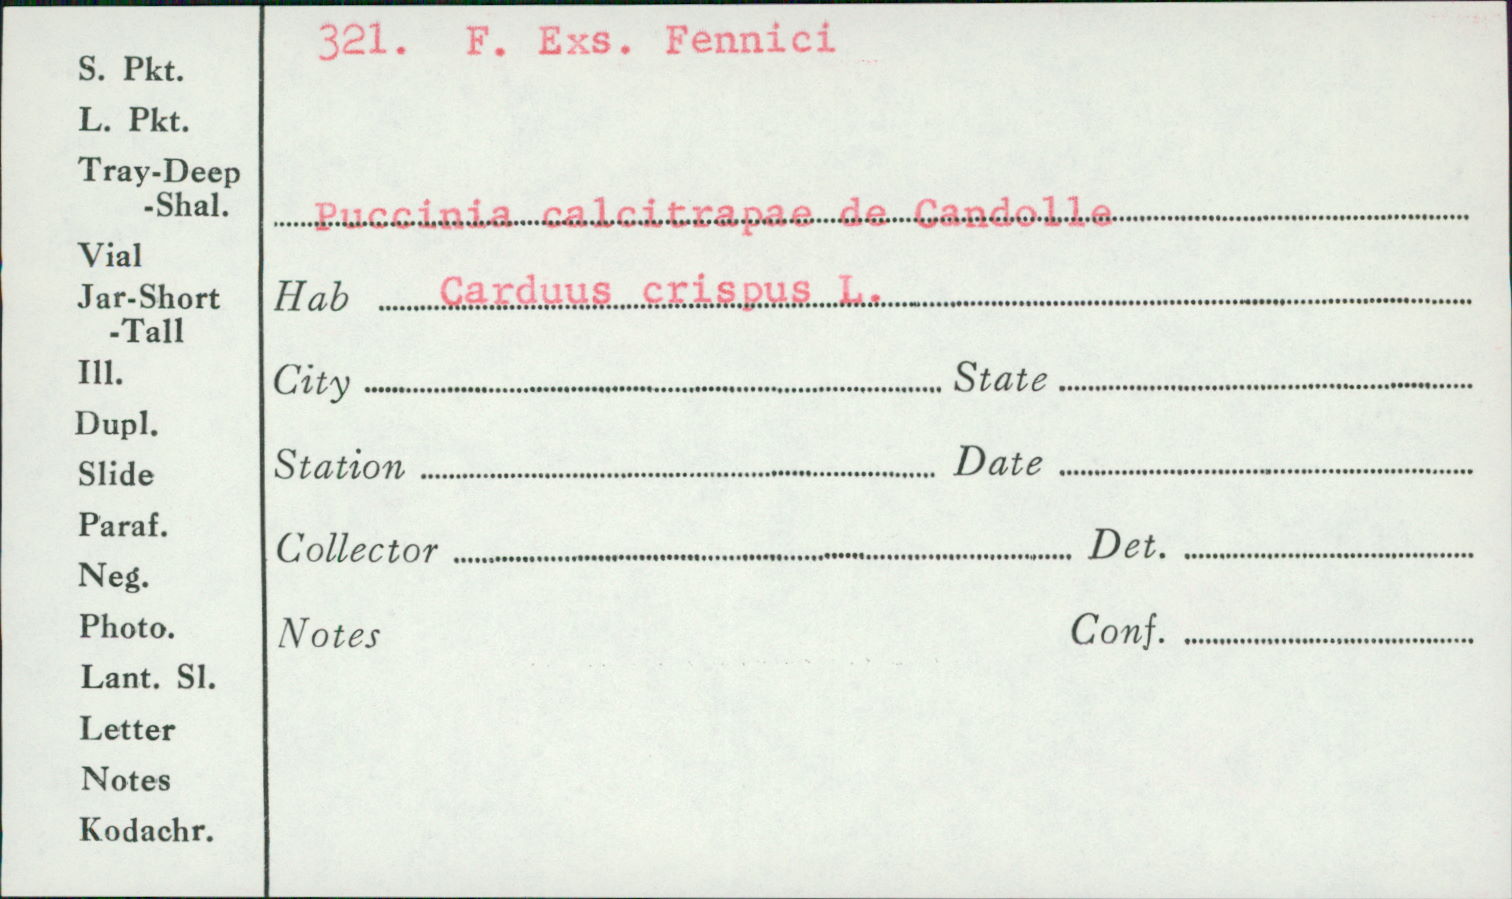 321. F. Exs. Fennici
S. Pkt.
L. Pkt.
Tray-Deep
-Shal.
Vial
Jar-Short
-Tall
Ill.
Dupl.
Slide
Paraf.
Neg.
Photo.
Lant. Sl.
Letter
Notes
Kodachr.
Puccinia calcitrapae de Candolle
Hab Carduus crispus L.
City State
Station Date
Collector Det.
Notes Conf.